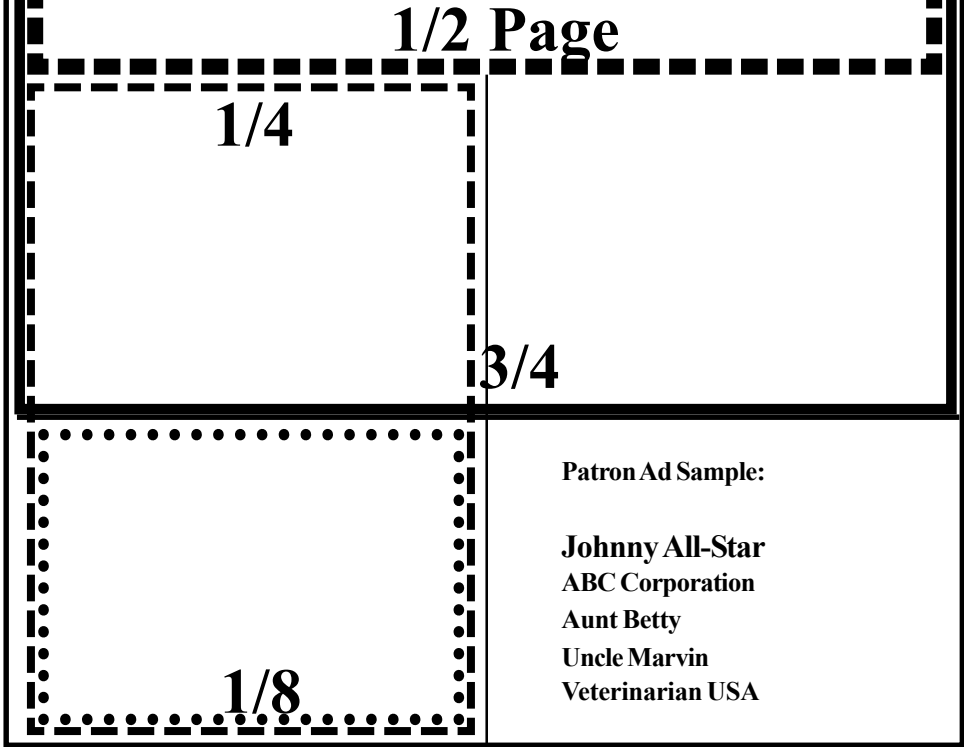 1/2 Page
1/4
3/4
Patron Ad Sample:
Johnny All-Star
ABC Corporation
Aunt Betty
Uncle Marvin
Veterinarian USA
1/8